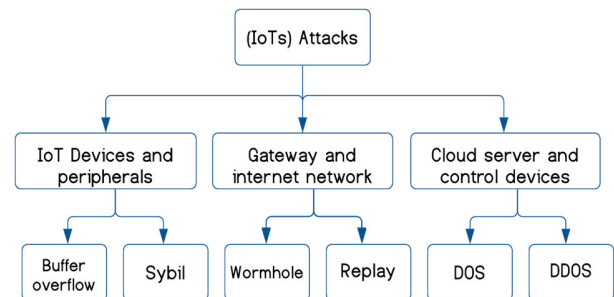 (IoTs) Attacks
IoT Devices and
peripherals
Gateway and
internet network
Cloud server and
control devices
Buffer
overflow
Sybil
Wormhole
Replay
DOS
DDOS